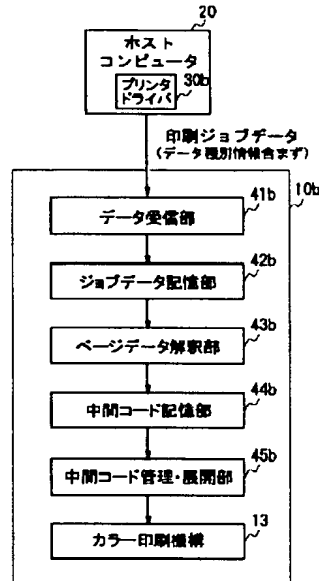 20
ホスト
コンピュータ
プリンタ
ドライバ
30b
印刷ジョブデータ
(データ種別情報含まず)
10b
41b
データ受信部
42b
ジョブデータ記憶部
43b
ページデータ解釈部
44b
中間コード記憶部
45b
中間コード管理・展開部
13
カラー印刷機構